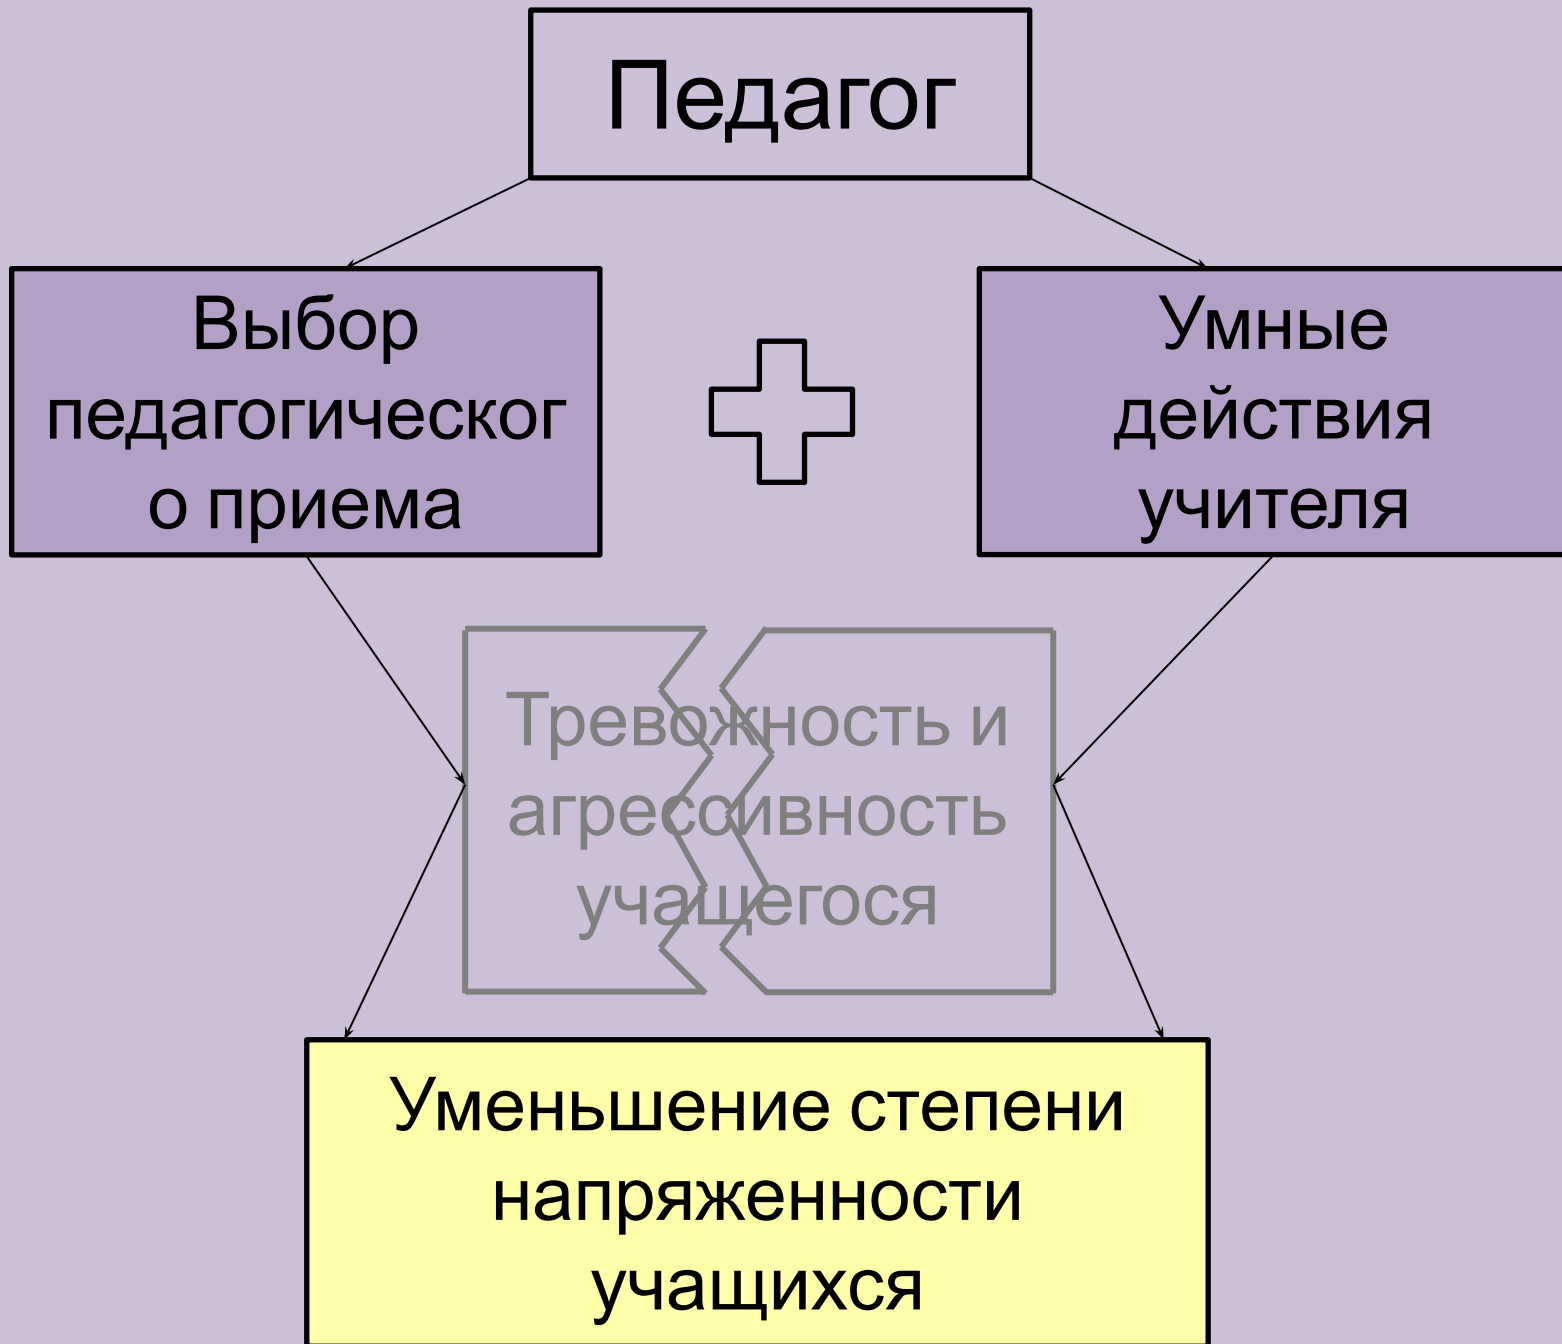 Педагог
Выбор
педагогическог
о приема
Умные
действия
учителя
Тревожность и
агрессивность
учащегося
Уменьшение степени
напряженности
учащихся